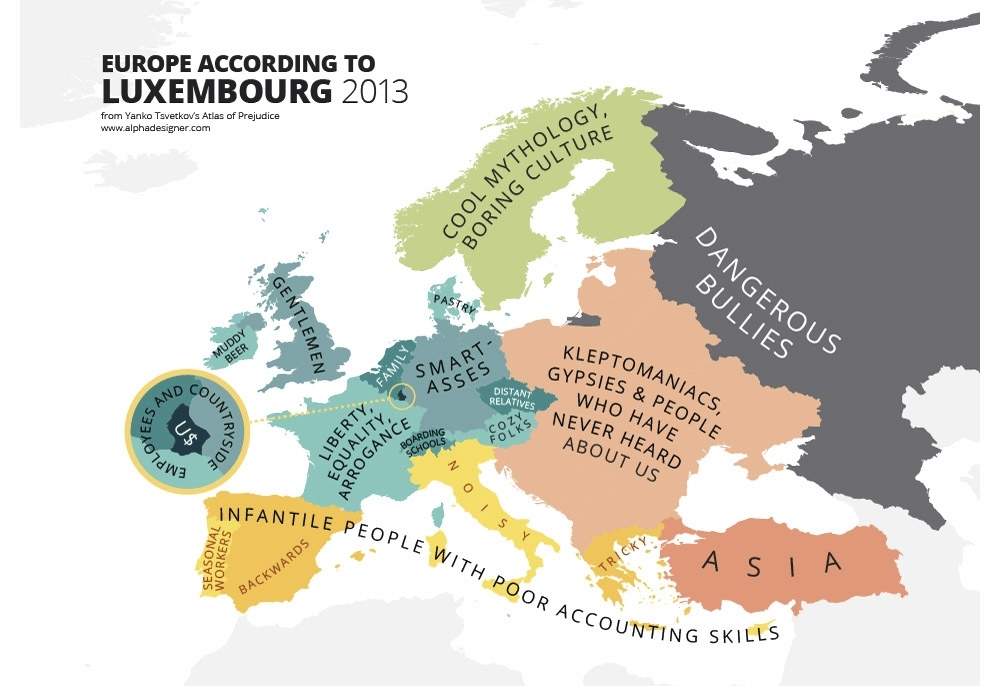 EUROPE ACCORDING TO
LUXEMBOURG 2013
from Yanko Tsvetkov's Atlas of Prejudice
www.alphadesigner.com
COOL MYTHOLOGY,
BORING CULTURE
DANGEROUS
BULLIES
GENTLEMEN
PASTRY
MUDDY
BEER
FAMILY
SMART-
ASSES
KLEPTOMANIACS,
GYPSIES & PEOPLE
WHO HAVE
NEVER HEARD
ABOUT US
DISTANT
RELATIVES
COZY
FOLKS
BOARDING
SCHOOLS
LIBERTY,
EQUALITY,
ARROGANCE
EMPLOYEES AND COUNTRYSIDE
U$
NOISY
INFANTILE PEOPLE WITH POOR ACCOUNTING SKILLS
SEASONAL
WORKERS
BACKWARDS
TRICKY
ASIA